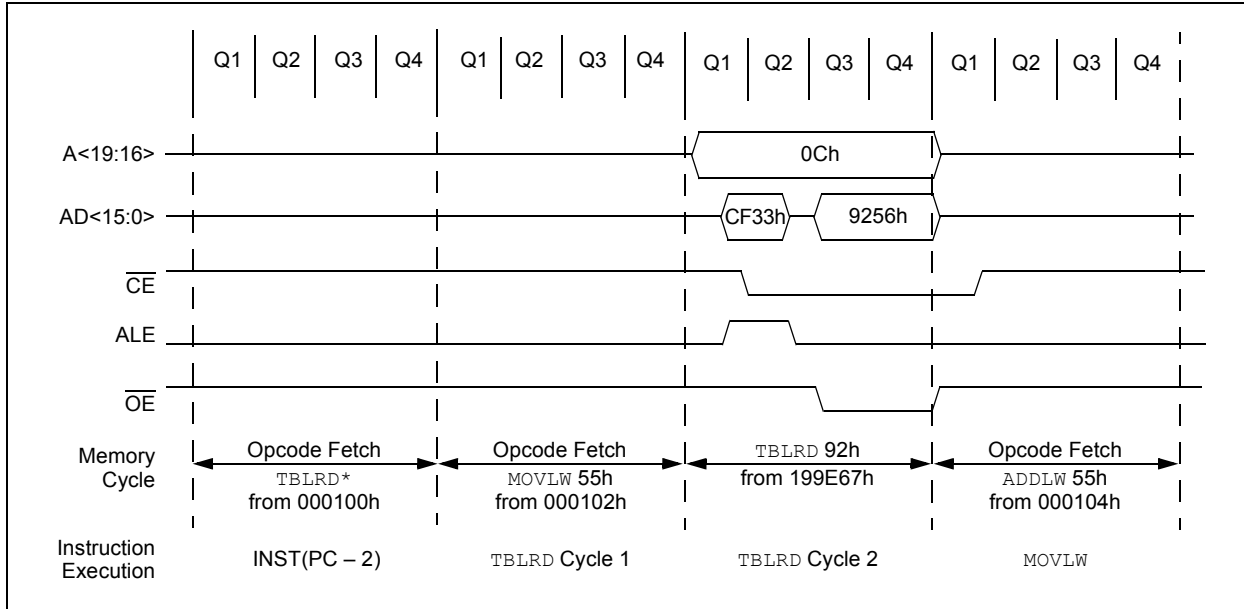 Q1 Q2 Q3 Q4 Q1 Q2 Q3 Q4 Q1 Q2 Q3 Q4 Q1 Q2 Q3 Q4
A<19:16> 0Ch
AD<15:0> CF33h 9256h
CE
ALE
OE
Memory Cycle
Opcode Fetch
TBLRD*
from 000100h
Opcode Fetch
MOVLW 55h
from 000102h
TBLRD 92h
from 199E67h
Opcode Fetch
ADDLW 55h
from 000104h
Instruction Execution
INST(PC – 2)
TBLRD Cycle 1
TBLRD Cycle 2
MOVLW